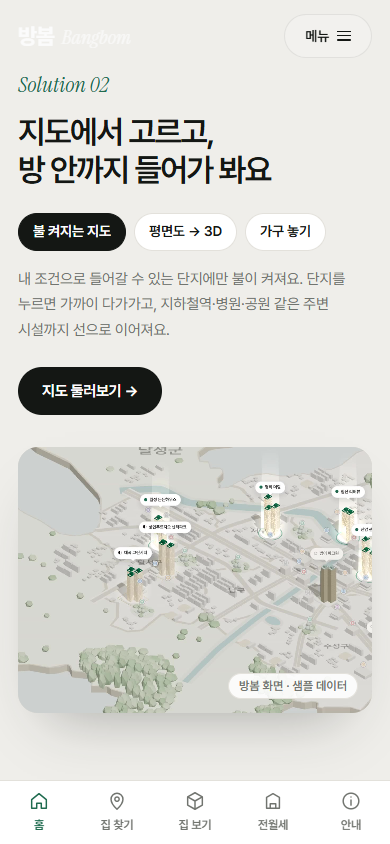 방봄 Bangbom
메뉴
Solution 02
지도에서 고르고,
방 안까지 들어가 봐요
불 켜지는 지도
평면도 → 3D
가구 놓기
내 조건으로 들어갈 수 있는 단지에만 불이 켜져요. 단지를
누르면 가까이 다가가고, 지하철역·병원·공원 같은 주변
시설까지 선으로 이어져요.
지도 둘러보기 →
방봄 화면 · 샘플 데이터
홈
집 찾기
집 보기
전월세
안내